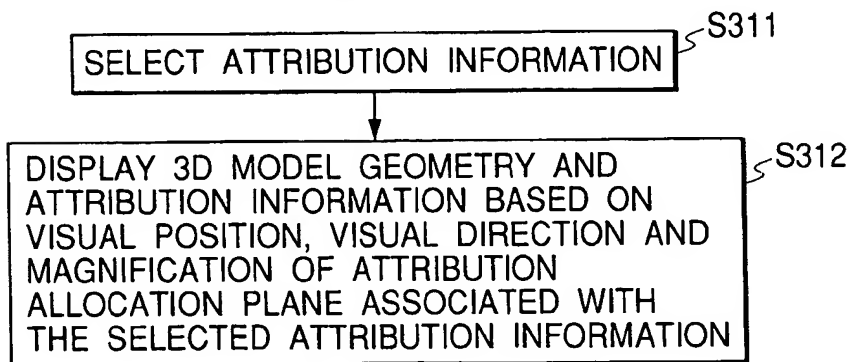 S311
SELECT ATTRIBUTION INFORMATION
S312
DISPLAY 3D MODEL GEOMETRY AND
ATTRIBUTION INFORMATION BASED ON
VISUAL POSITION, VISUAL DIRECTION AND
MAGNIFICATION OF ATTRIBUTION
ALLOCATION PLANE ASSOCIATED WITH
THE SELECTED ATTRIBUTION INFORMATION